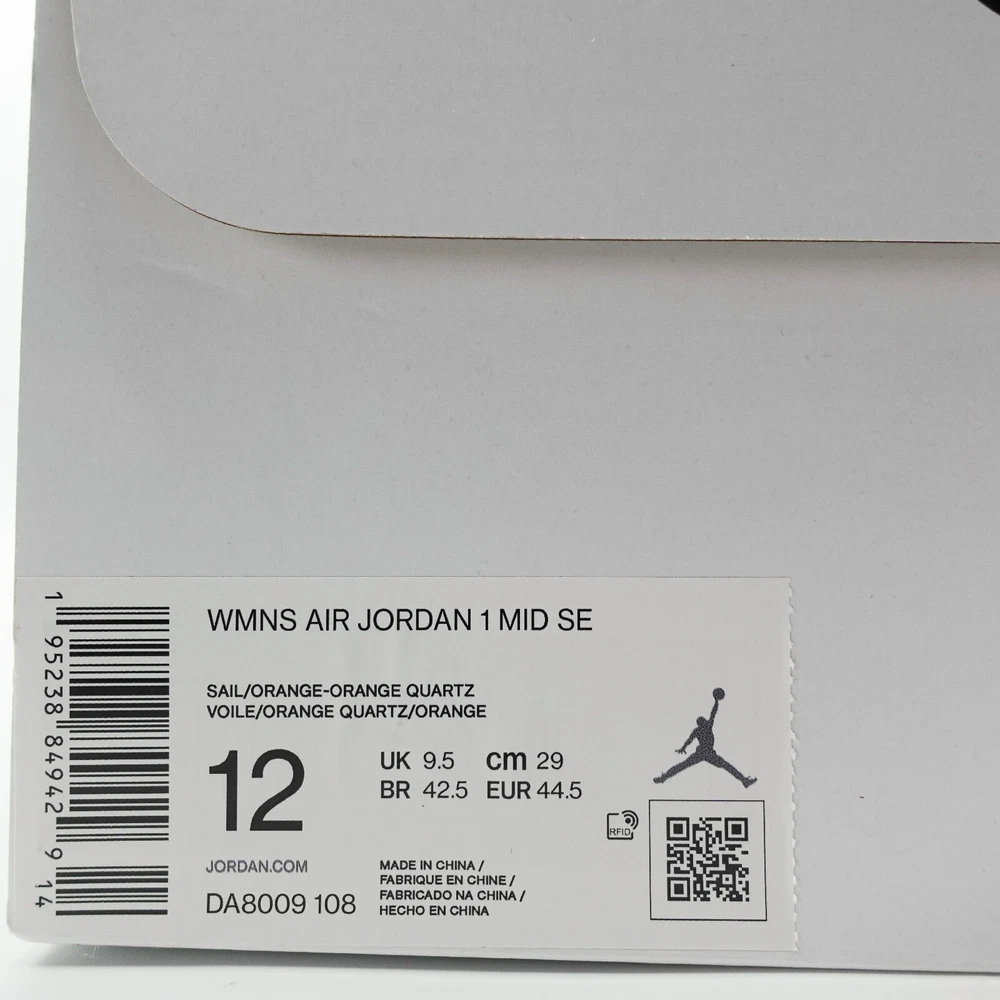 WMNS AIR JORDAN 1 MID SE
SAIL/ORANGE-ORANGE QUARTZ
VOILE/ORANGE QUARTZ/ORANGE
12
UK 9.5 cm 29
BR 42.5 EUR 44.5
RFID
JORDAN.COM
DA8009 108
MADE IN CHINA /
FABRIQUE EN CHINE /
FABRICADO NA CHINA /
HECHO EN CHINA
1 95238 84942 9 14